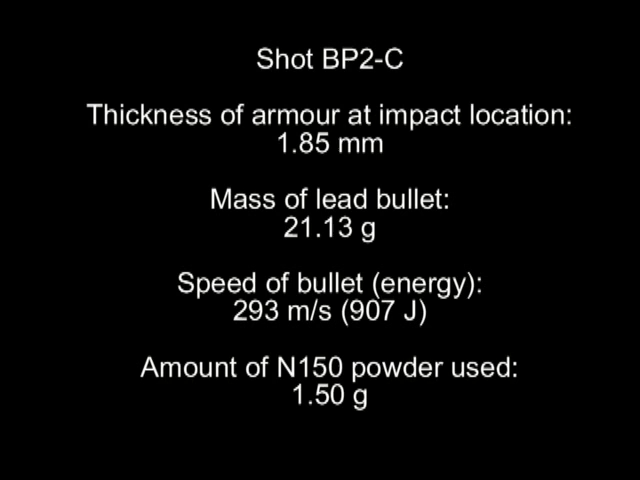 Shot BP2-C
Thickness of armour at impact location:
1.85 mm
Mass of lead bullet:
21.13 g
Speed of bullet (energy):
293 m/s (907 J)
Amount of N150 powder used:
1.50 g